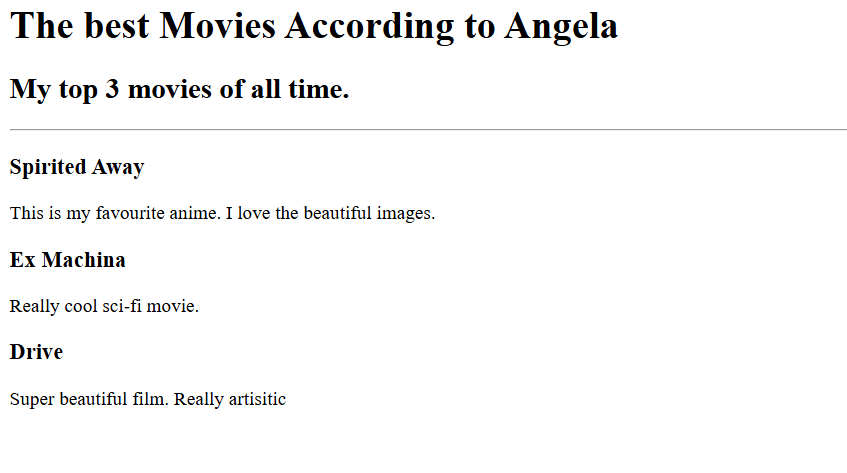 The best Movies According to Angela
My top 3 movies of all time.
Spirited Away
This is my favourite anime. I love the beautiful images.
Ex Machina
Really cool sci-fi movie.
Drive
Super beautiful film. Really artisitic